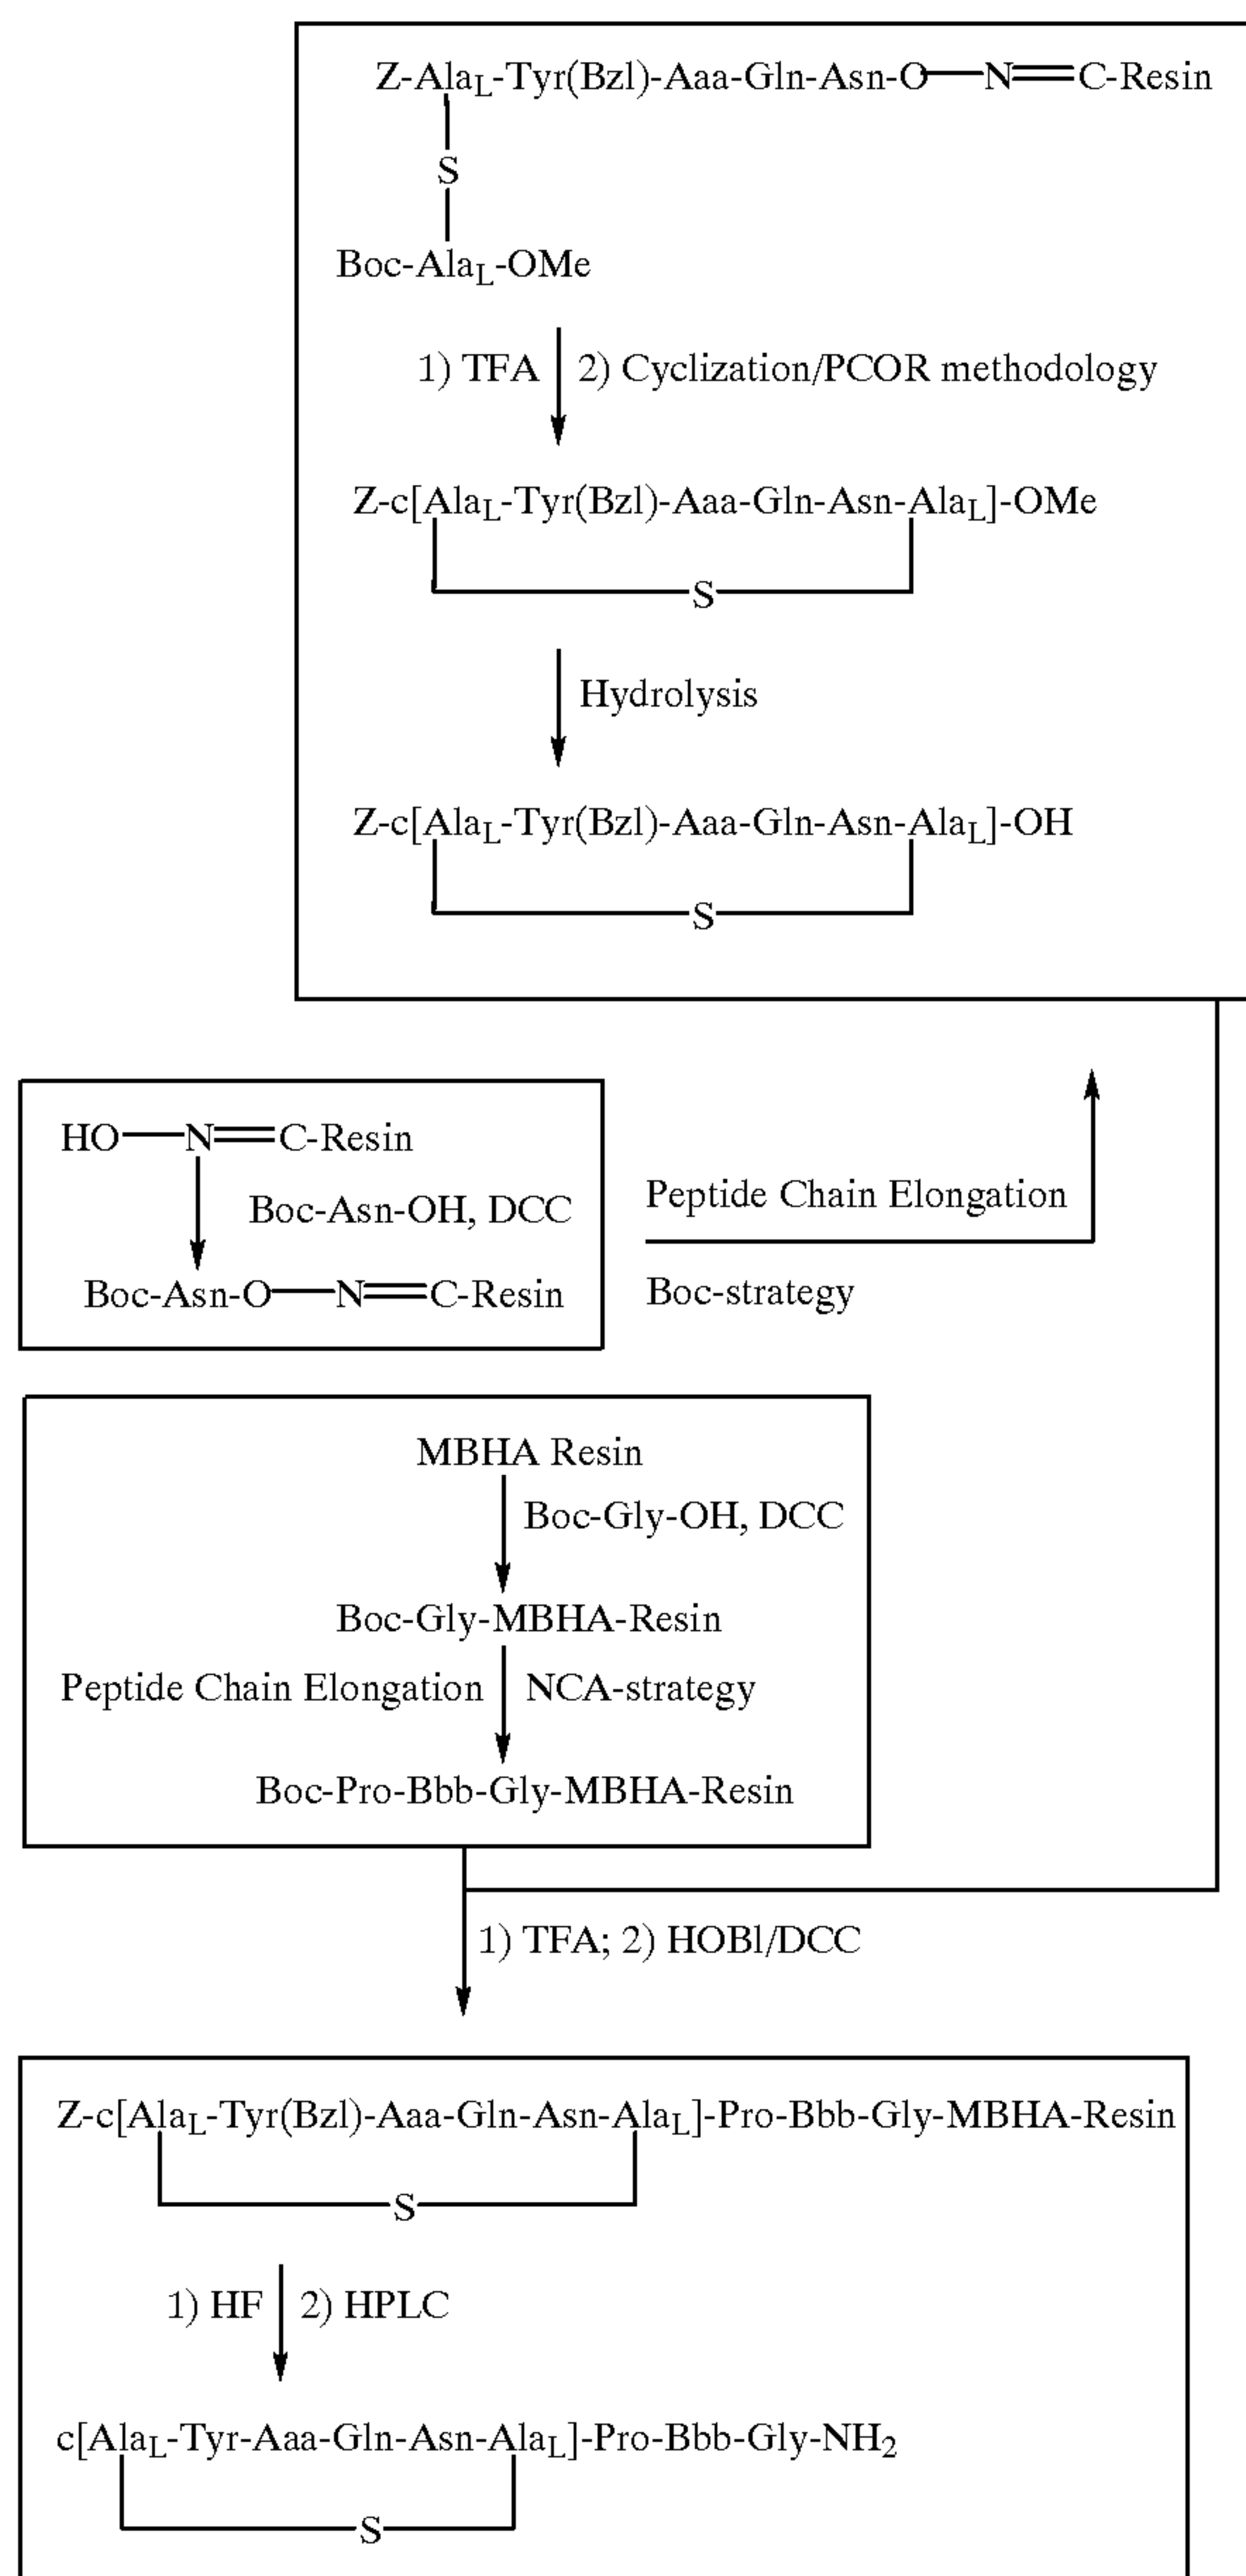 Z-AlaL-Tyr(Bzl)-Aaa-Gln-Asn-O—N=C-Resin
S
Boc-AlaL-OMe
1) TFA 2) Cyclization/PCOR methodology
Z-c[AlaL-Tyr(Bzl)-Aaa-Gln-Asn-AlaL]-OMe
S
Hydrolysis
Z-c[AlaL-Tyr(Bzl)-Aaa-Gln-Asn-AlaL]-OH
S
HO—N=C-Resin
Boc-Asn-OH, DCC
Boc-Asn-O—N=C-Resin
Peptide Chain Elongation
Boc-strategy
MBHA Resin
Boc-Gly-OH, DCC
Boc-Gly-MBHA-Resin
Peptide Chain Elongation NCA-strategy
Boc-Pro-Bbb-Gly-MBHA-Resin
1) TFA; 2) HOBl/DCC
Z-c[AlaL-Tyr(Bzl)-Aaa-Gln-Asn-AlaL]-Pro-Bbb-Gly-MBHA-Resin
S
1) HF 2) HPLC
c[AlaL-Tyr-Aaa-Gln-Asn-AlaL]-Pro-Bbb-Gly-NH2
S